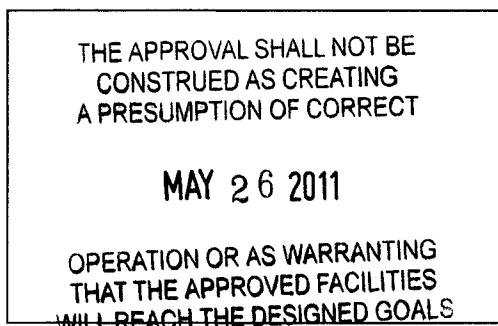 THE APPROVAL SHALL NOT BE
CONSTRUED AS CREATING
A PRESUMPTION OF CORRECT
MAY 26 2011
OPERATION OR AS WARRANTING
THAT THE APPROVED FACILITIES
WILL REACH THE DESIGNED GOALS